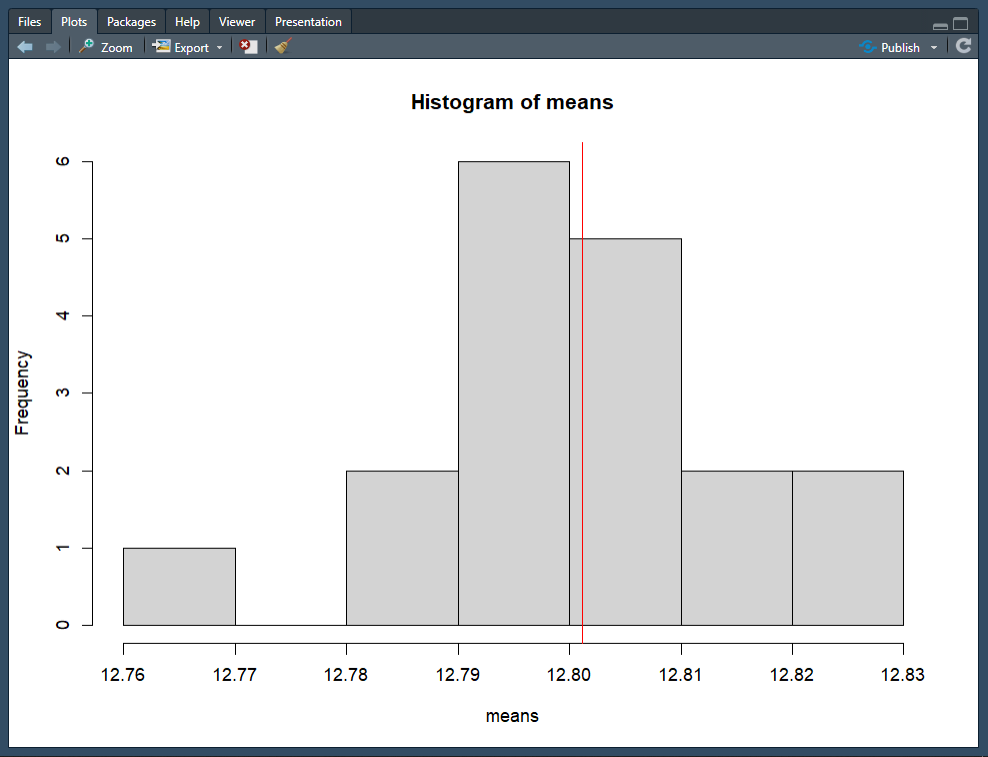 Files Plots Packages Help Viewer Presentation
Zoom Export Publish
Histogram of means
Frequency
6
5
4
3
2
1
0
12.76 12.77 12.78 12.79 12.80 12.81 12.82 12.83
means